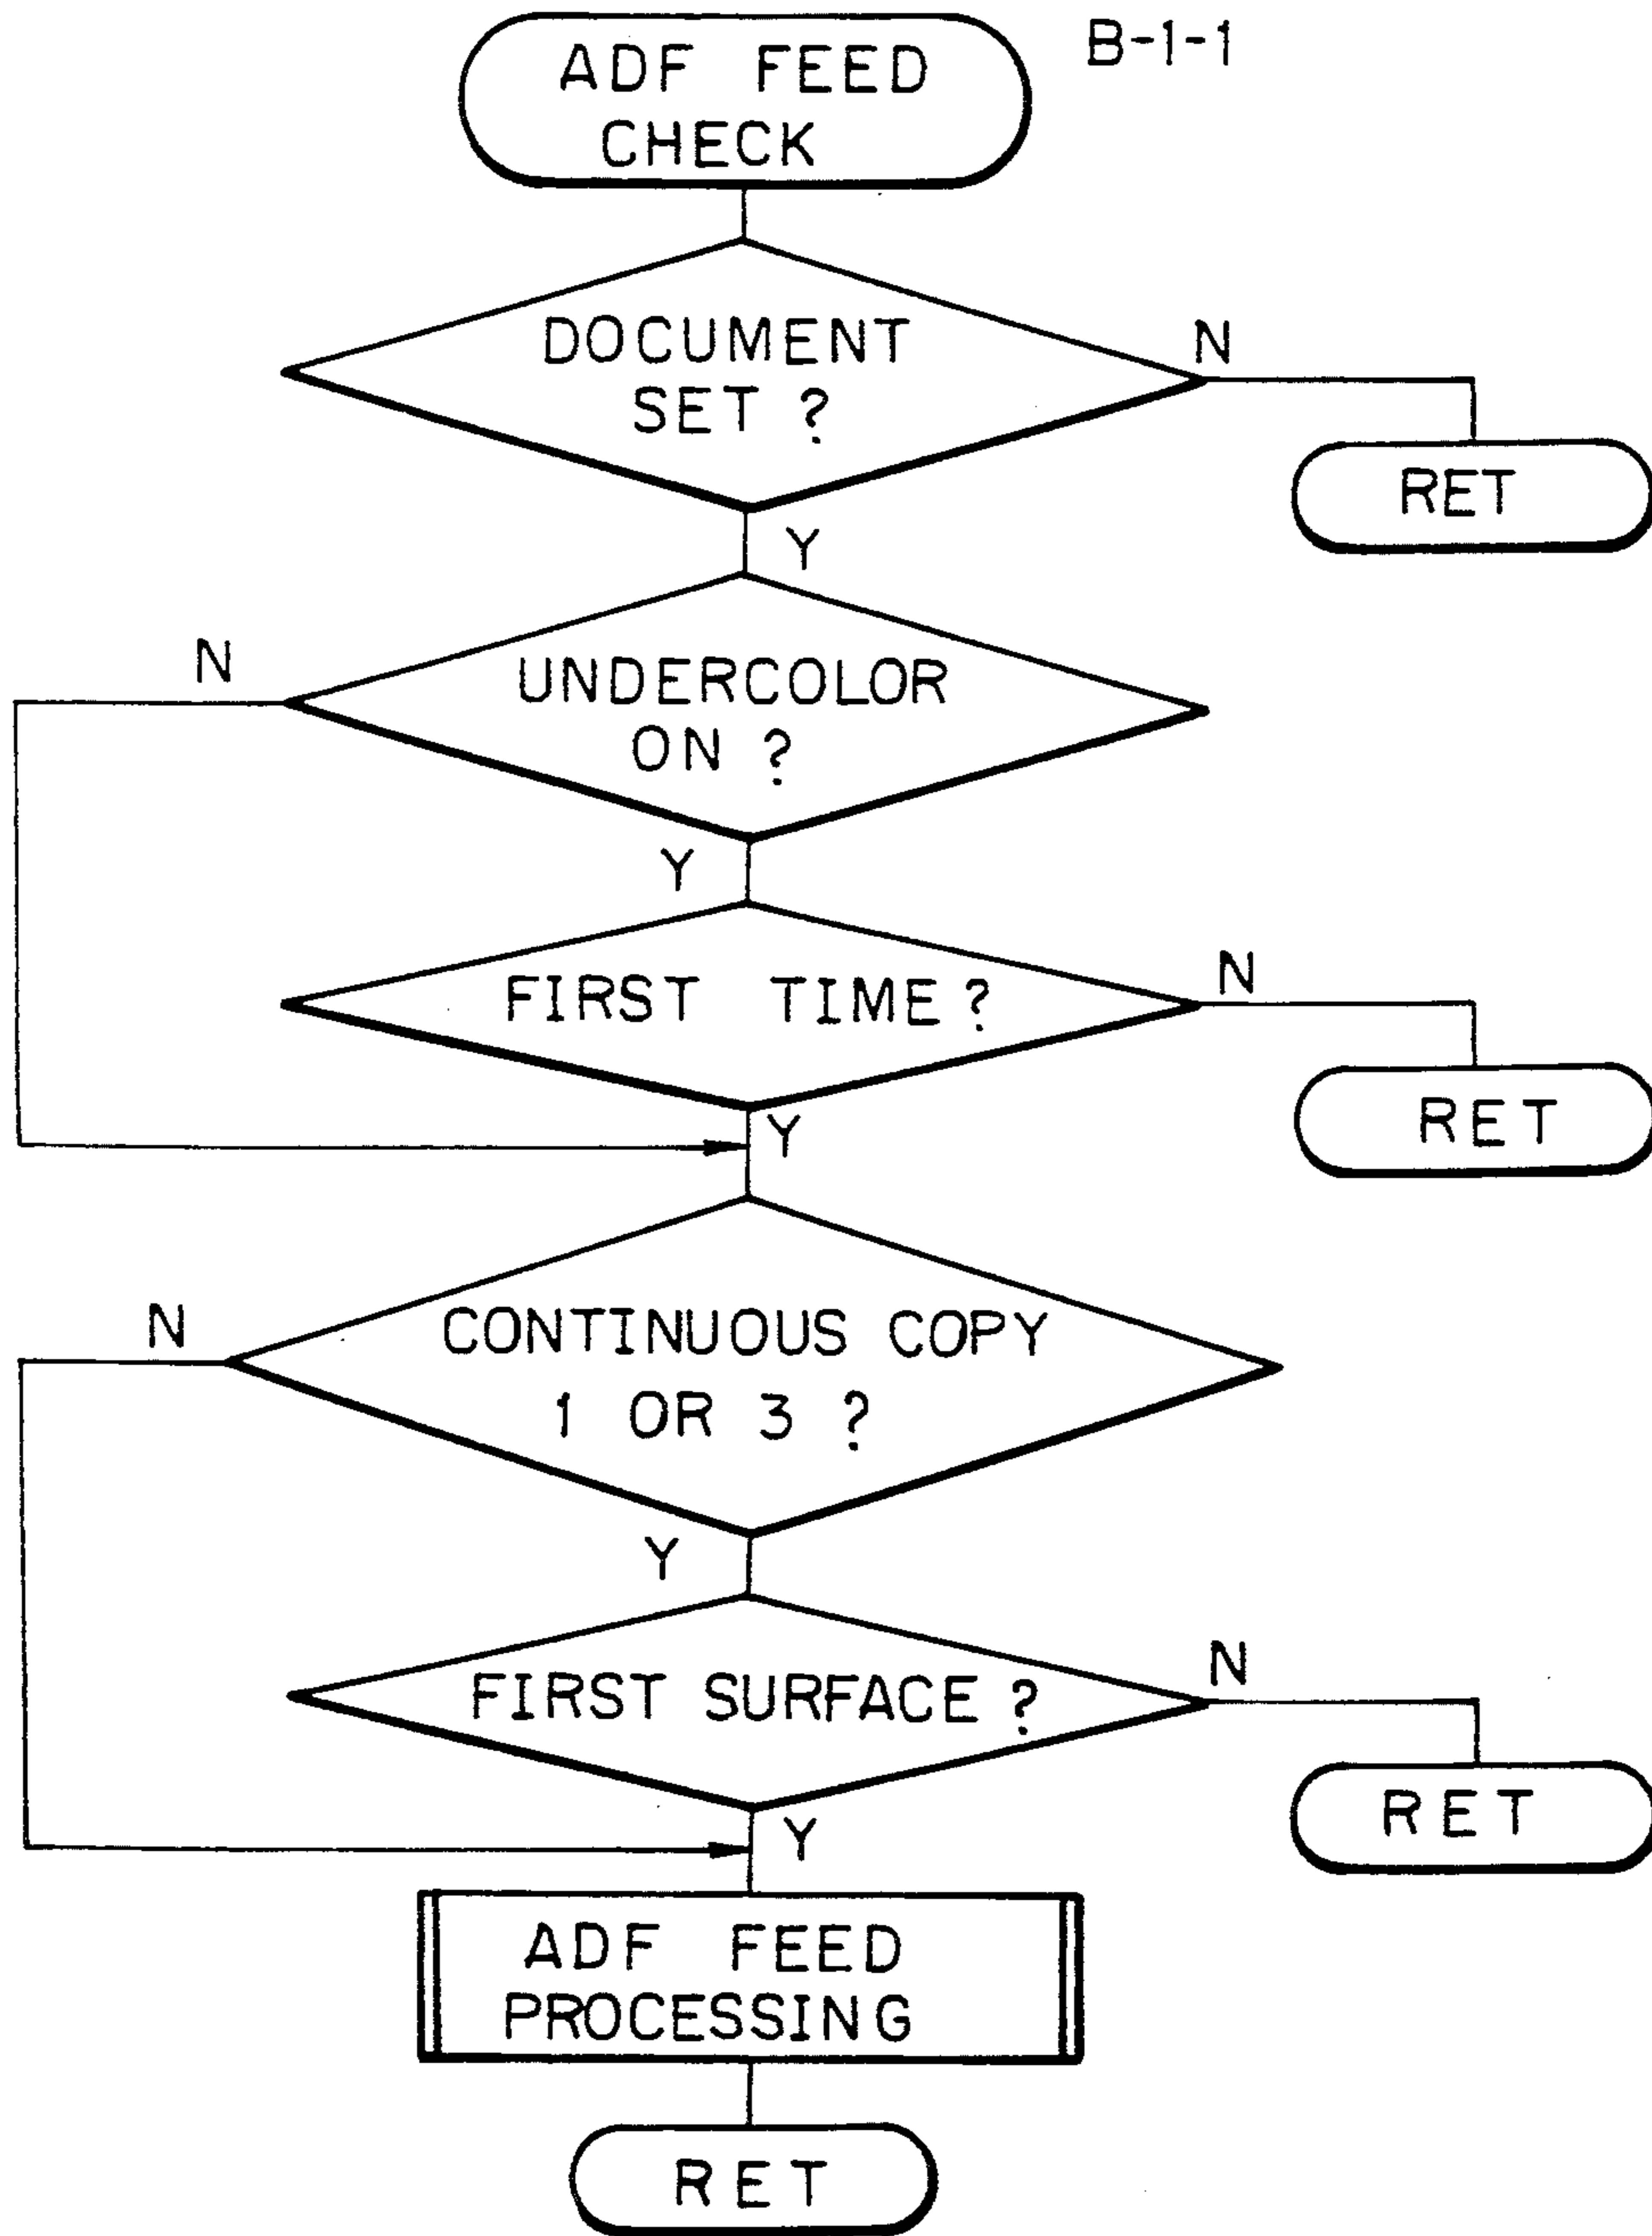 B-1-1
ADF FEED
CHECK
DOCUMENT
SET ?
N
RET
Y
N
UNDERCOLOR
ON ?
Y
FIRST TIME ?
N
RET
Y
N
CONTINUOUS COPY
1 OR 3 ?
Y
FIRST SURFACE ?
N
RET
Y
ADF FEED
PROCESSING
RET